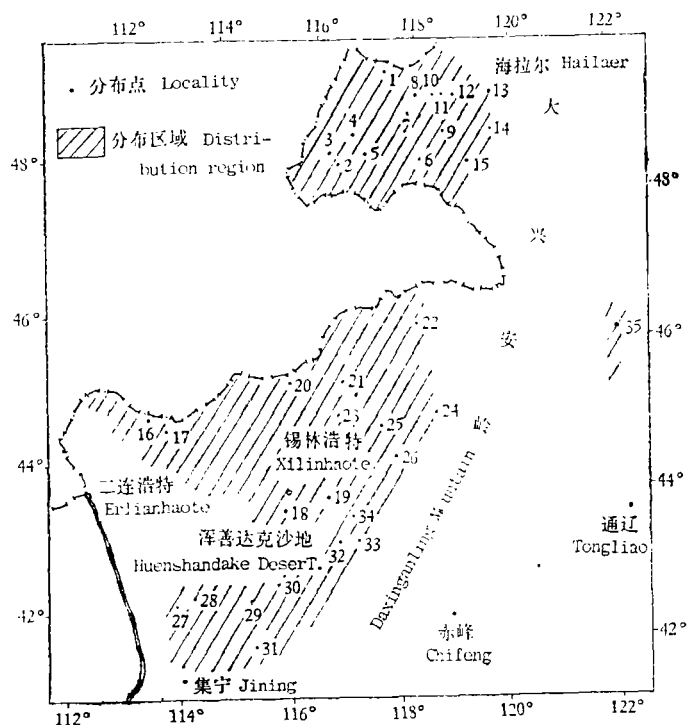 112° 114° 116° 118° 120° 122°
分布点 Locality
分布区域 Distri-
bution region
海拉尔 Hailaer
1 8 10 12 13
4 7 11 9 14
3 2 5 6 15
48° 48°
大
兴
安
岭
46° 46°
22 35
20 21
23 25 24
16 17
锡林浩特
Xilinhaote.
26
44° 44°
二连浩特
Erlianhaote
18 19
34
浑善达克沙地
Huenshandake DeserT.
32 33
Daxinganling Mountain
通辽
Tongliao
30
28 29
27
42° 42°
31
赤峰
Chifeng
集宁 Jining
112° 114° 116° 118° 120° 122°